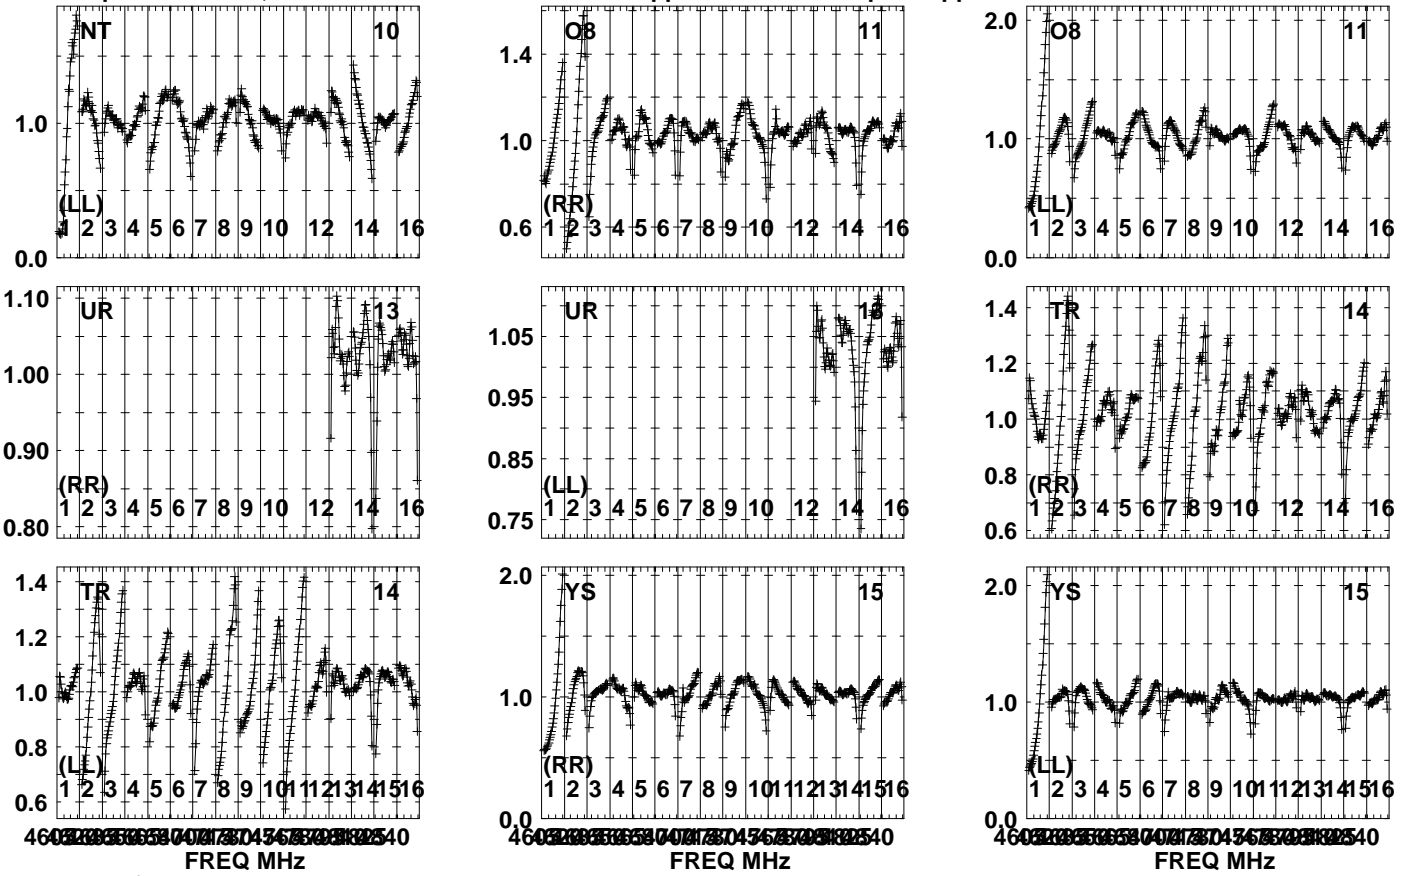 NT 10
1.0
(LL)
1 2 3 4 5 6 7 8 9 10 12 14 16
0.0
O8 11
1.4
1.0
(RR)
0.6
1 2 3 4 5 6 7 8 9 10 12 14 16
O8 11
2.0
1.0
(LL)
1 2 3 4 5 6 7 8 9 10 12 14 16
0.0
UR 13
1.10
1.00
0.90
(RR)
1 2 3 4 5 6 7 8 9 10 12 14 16
0.80
UR 13
1.05
0.95
0.85
(LL)
1 2 3 4 5 6 7 8 9 10 12 14 16
0.75
TR 14
1.4
1.2
1.0
0.8
(RR)
1 2 3 4 5 6 7 8 9 10 12 14 16
0.6
TR 14
1.4
1.2
1.0
0.8
(LL)
1 2 3 4 5 6 7 8 9 10 11 12 13 14 15 16
0.6
FREQ MHz
YS 15
2.0
1.0
(RR)
1 2 3 4 5 6 7 8 9 10 11 12 13 14 15 16
0.0
FREQ MHz
YS 15
2.0
1.0
(LL)
1 2 3 4 5 6 7 8 9 10 11 12 13 14 15 16
0.0
FREQ MHz